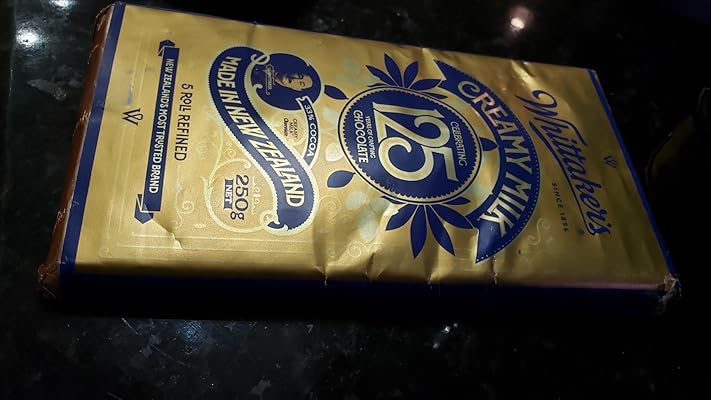 Whittaker's
SINCE 1896
CREAMY MILK
CELEBRATING
125
YEARS OF CRAFTING
CHOCOLATE
33% COCOA
MADE IN NEW ZEALAND
250g
NET
5 ROLL REFINED
NEW ZEALAND'S MOST TRUSTED BRAND